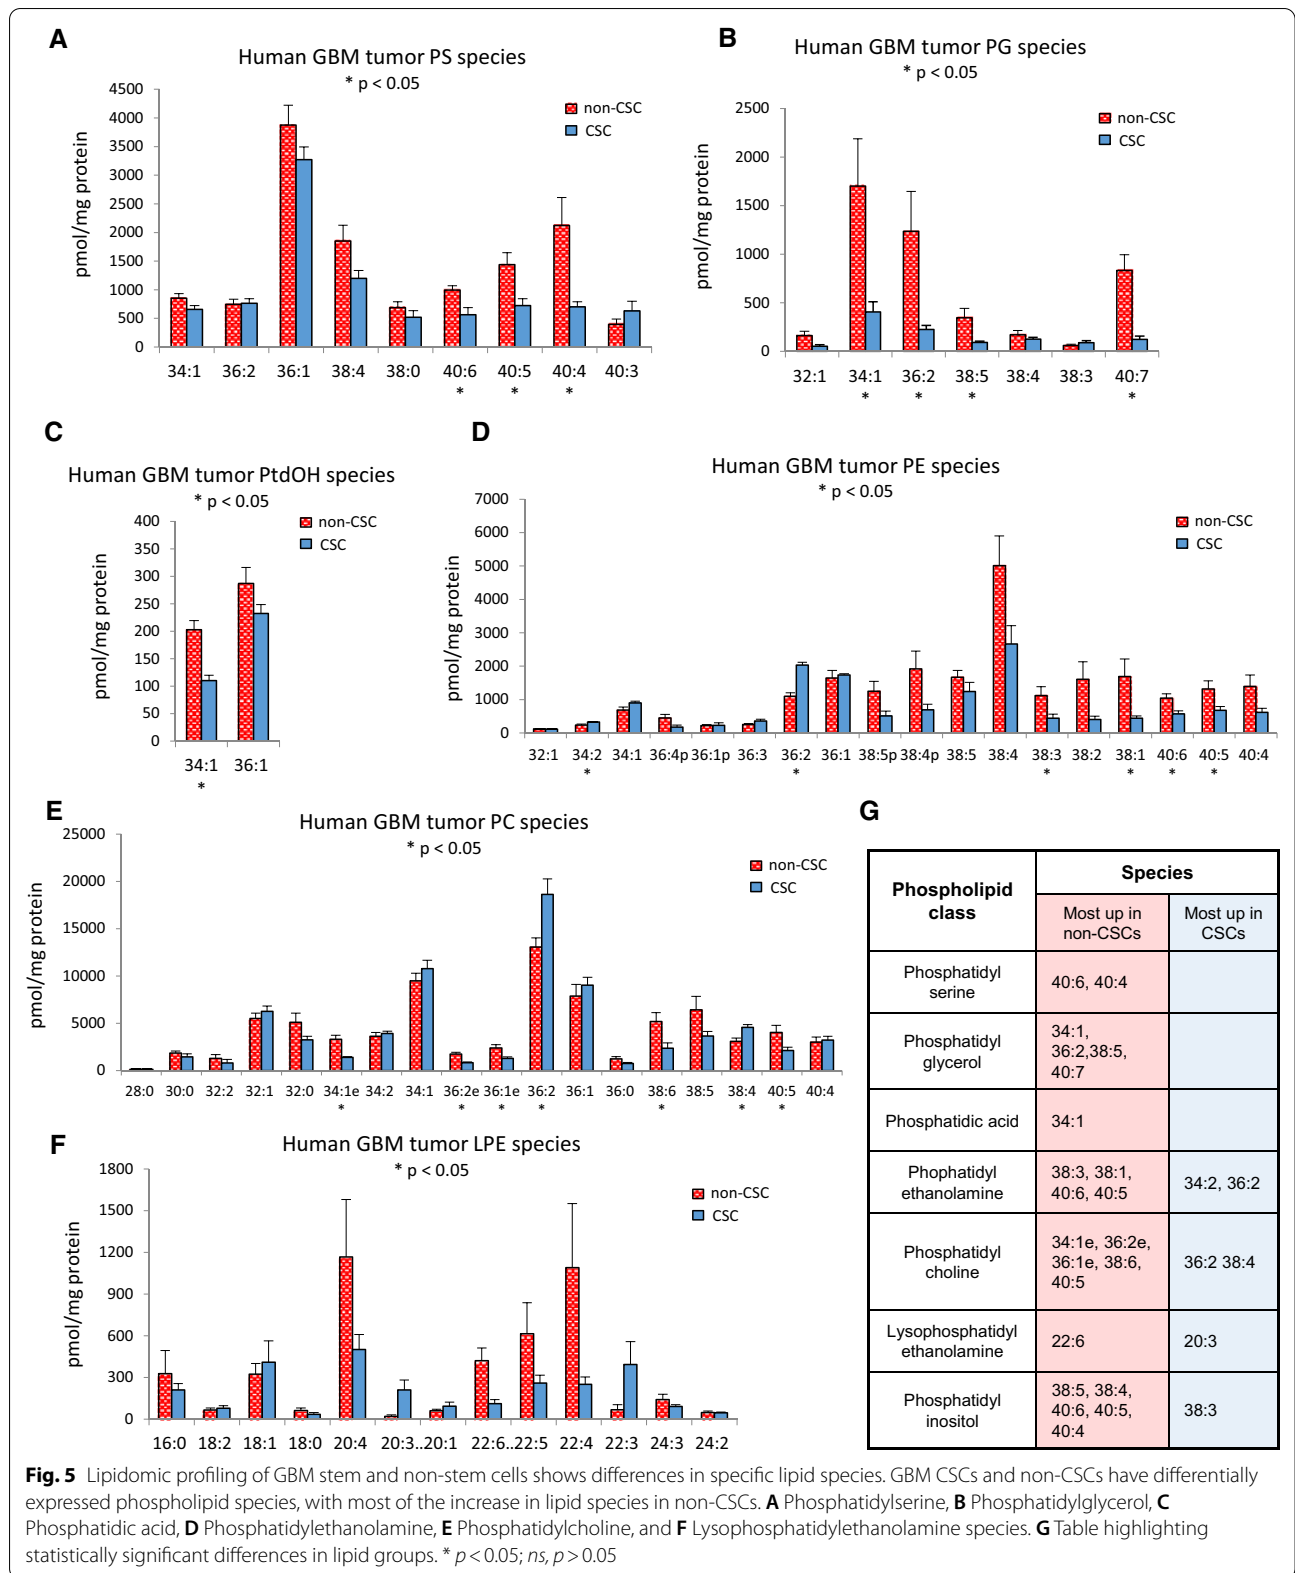 A
Human GBM tumor PS species
* p < 0.05
pmol/mg protein
4500
4000
3500
3000
2500
2000
1500
1000
500
0
non-CSC
CSC
34:1 36:2 36:1 38:4 38:0 40:6 40:5 40:4 40:3
* * *
B
Human GBM tumor PG species
* p < 0.05
pmol/mg protein
2500
2000
1500
1000
500
0
non-CSC
CSC
32:1 34:1 36:2 38:5 38:4 38:3 40:7
* * * *
C
Human GBM tumor PtdOH species
* p < 0.05
pmol/mg protein
400
350
300
250
200
150
100
50
0
non-CSC
CSC
34:1 36:1
*
D
Human GBM tumor PE species
* p < 0.05
pmol/mg protein
7000
6000
5000
4000
3000
2000
1000
0
non-CSC
CSC
32:1 34:2 34:1 36:4p 36:1p 36:3 36:2 36:1 38:5p 38:4p 38:5 38:4 38:3 38:2 38:1 40:6 40:5 40:4
* * * * * *
E
Human GBM tumor PC species
* p < 0.05
pmol/mg protein
25000
20000
15000
10000
5000
0
non-CSC
CSC
28:0 30:0 32:2 32:1 32:0 34:1e 34:2 34:1 36:2e 36:1e 36:2 36:1 36:0 38:6 38:5 38:4 40:5 40:4
* * * * * * *
F
Human GBM tumor LPE species
* p < 0.05
pmol/mg protein
1800
1500
1200
900
600
300
0
non-CSC
CSC
16:0 18:2 18:1 18:0 20:4 20:3..20:1 22:6..22:5 22:4 22:3 24:3 24:2
G
Phospholipid
class
Species
Most up in
non-CSCs
Most up in
CSCs
Phosphatidyl
serine
40:6, 40:4
Phosphatidyl
glycerol
34:1,
36:2,38:5,
40:7
Phosphatidic acid
34:1
Phophatidyl
ethanolamine
38:3, 38:1,
40:6, 40:5
34:2, 36:2
Phosphatidyl
choline
34:1e, 36:2e,
36:1e, 38:6,
40:5
36:2 38:4
Lysophosphatidyl
ethanolamine
22:6
20:3
Phosphatidyl
inositol
38:5, 38:4,
40:6, 40:5,
40:4
38:3
Fig. 5 Lipidomic profiling of GBM stem and non-stem cells shows differences in specific lipid species. GBM CSCs and non-CSCs have differentially
expressed phospholipid species, with most of the increase in lipid species in non-CSCs. A Phosphatidylserine, B Phosphatidylglycerol, C
Phosphatidic acid, D Phosphatidylethanolamine, E Phosphatidylcholine, and F Lysophosphatidylethanolamine species. G Table highlighting
statistically significant differences in lipid groups. * p < 0.05; ns, p > 0.05